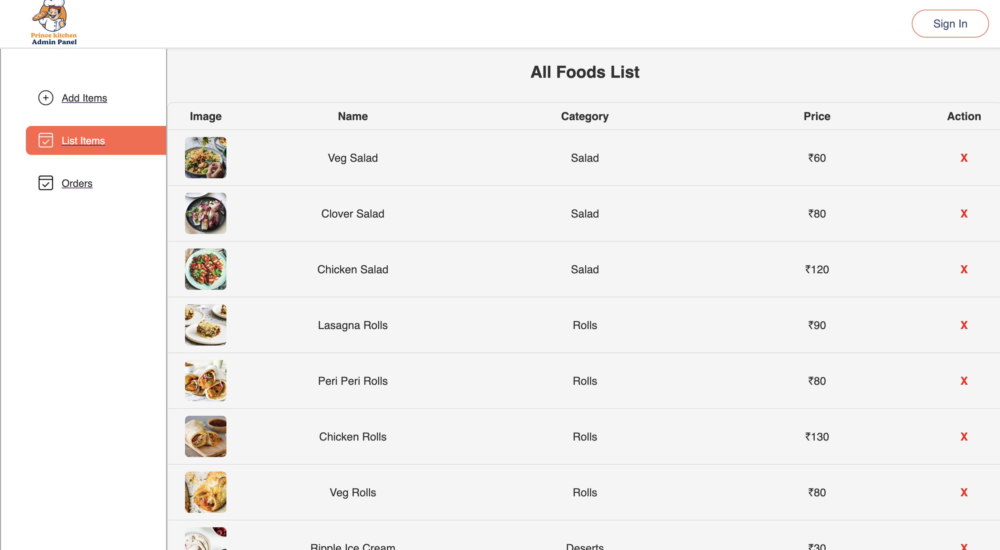 Prince kitchen
Admin Panel
Sign In
Add Items
List Items
Orders
All Foods List
Image Name Category Price Action
Veg Salad Salad ₹60 X
Clover Salad Salad ₹80 X
Chicken Salad Salad ₹120 X
Lasagna Rolls Rolls ₹90 X
Peri Peri Rolls Rolls ₹80 X
Chicken Rolls Rolls ₹130 X
Veg Rolls Rolls ₹80 X
Ripple Ice Cream Deserts ₹30 X